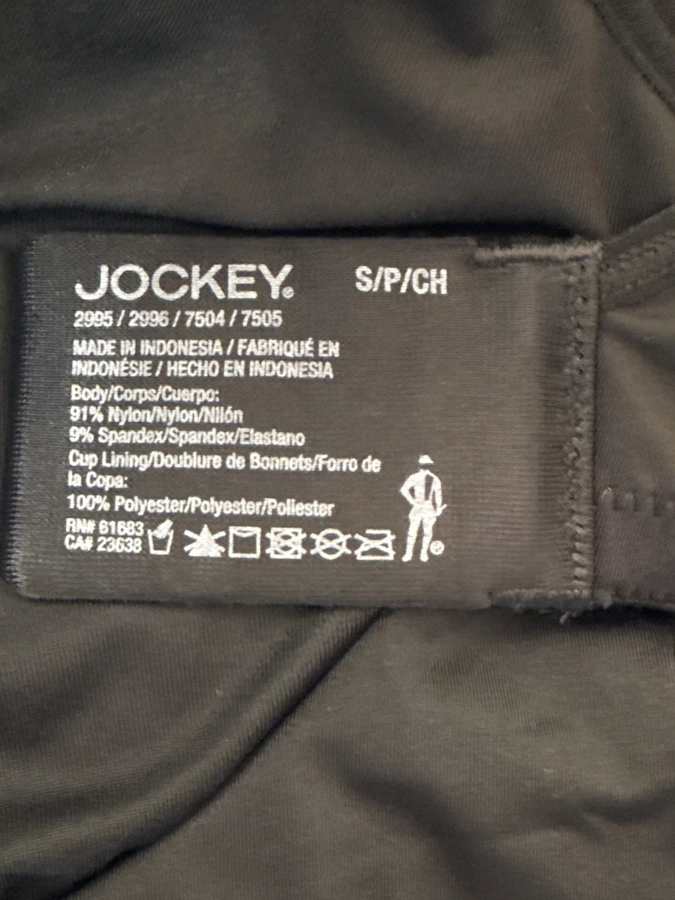 JOCKEY® S/P/CH
2995 / 2996 / 7504 / 7505
MADE IN INDONESIA / FABRIQUÉ EN
INDONÉSIE / HECHO EN INDONESIA
Body/Corps/Cuerpo:
91% Nylon/Nylon/Nilón
9% Spandex/Spandex/Elastano
Cup Lining/Doublure de Bonnets/Forro de
la Copa:
100% Polyester/Polyester/Poliester
RN# 61683
CA# 23638